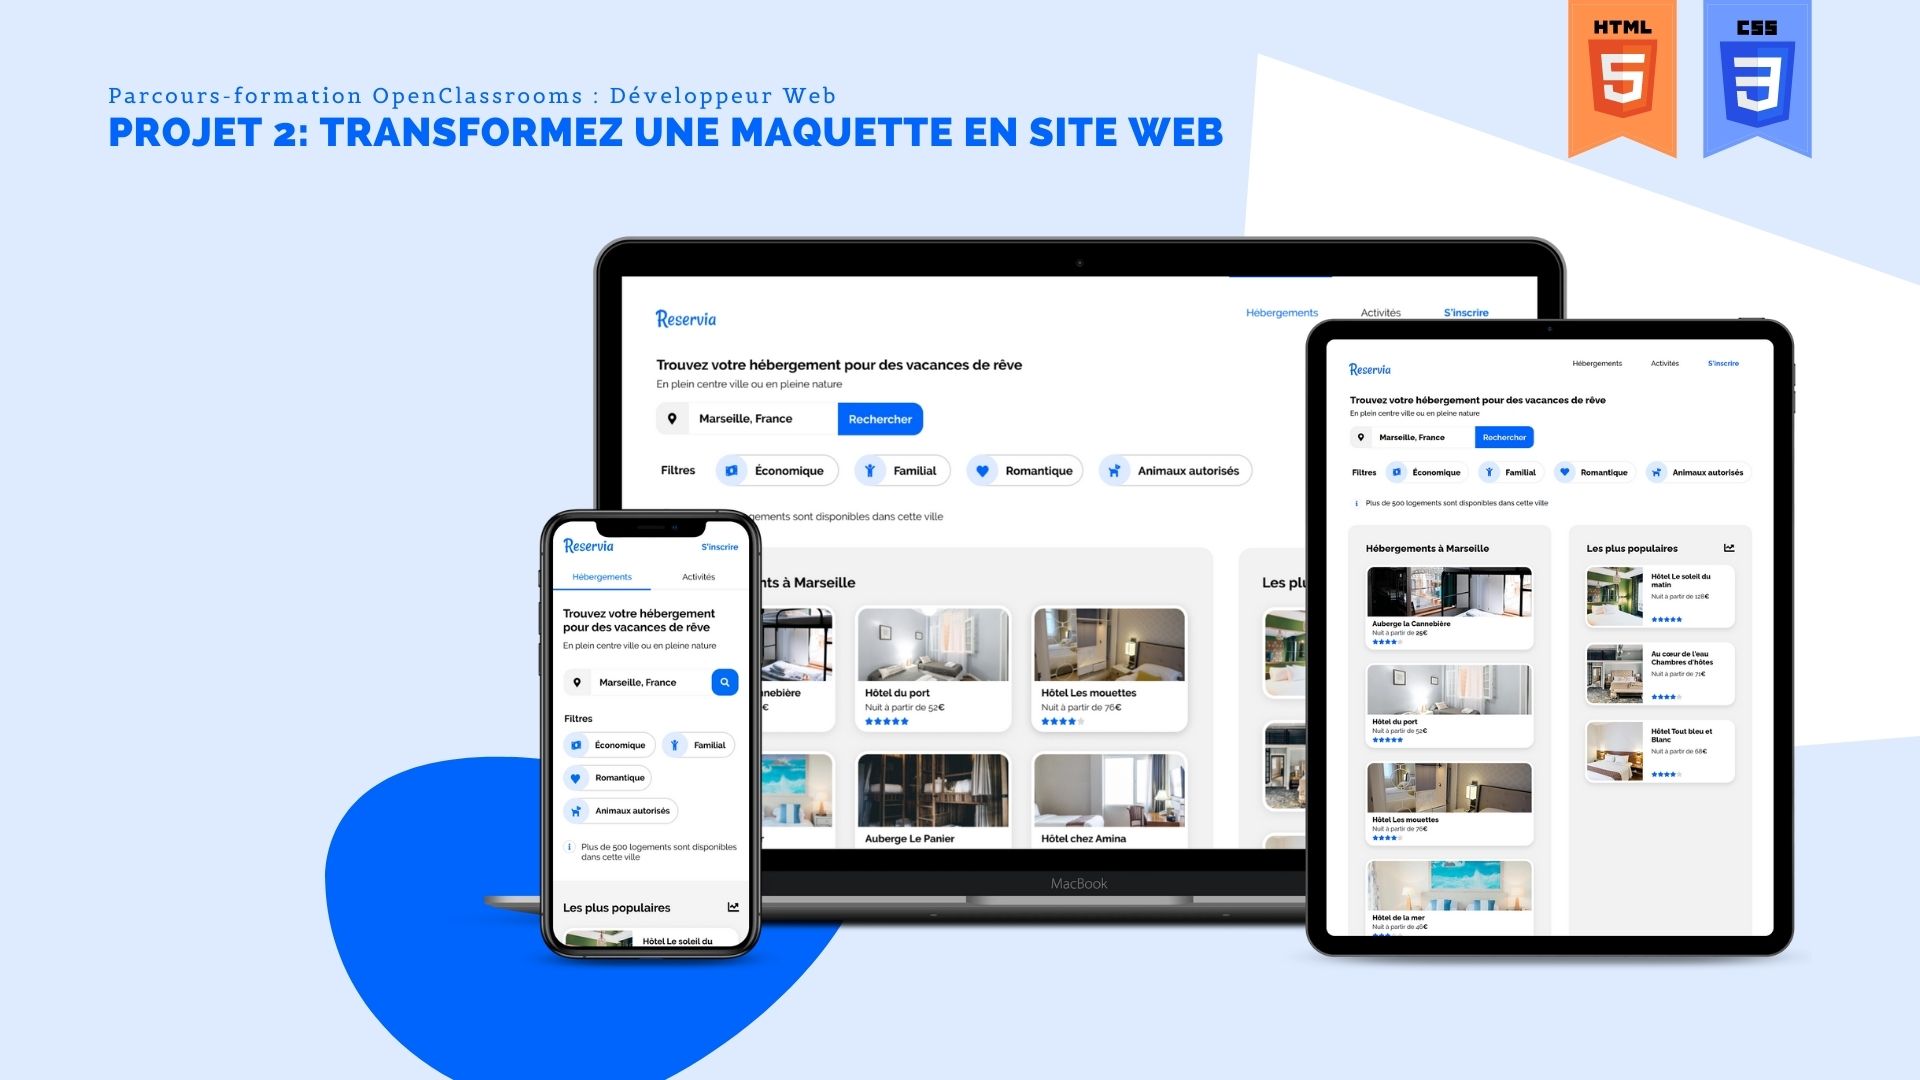 HTML
CSS
Parcours-formation OpenClassrooms : Développeur Web
PROJET 2: TRANSFORMEZ UNE MAQUETTE EN SITE WEB
Reservia
Hébergements
Activités
S'inscrire
Trouvez votre hébergement pour des vacances de rêve
En plein centre ville ou en pleine nature
Marseille, France
Rechercher
Filtres
Économique
Familial
Romantique
Animaux autorisés
sont disponibles dans cette ville
à Marseille
Les
€
Hôtel du port
Nuit à partir de 52€
Hôtel Les mouettes
Nuit à partir de 76€
Auberge Le Panier
Hôtel chez Amina
MacBook
Reservia
S'inscrire
Hébergements
Activités
Trouvez votre hébergement
pour des vacances de rêve
En plein centre ville ou en pleine nature
Marseille, France
Filtres
Économique
Familial
Romantique
Animaux autorisés
Plus de 500 logements sont disponibles
dans cette ville
Les plus populaires
Hôtel Le soleil du
Reservia
Hébergements
Activités
S'inscrire
Trouvez votre hébergement pour des vacances de rêve
En plein centre ville ou en pleine nature
Marseille, France
Rechercher
Filtres
Économique
Familial
Romantique
Animaux autorisés
Plus de 500 logements sont disponibles dans cette ville
Hébergements à Marseille
Auberge la Cannebière
Nuit à partir de 25€
Hôtel du port
Nuit à partir de 52€
Hôtel Les mouettes
Nuit à partir de 76€
Hôtel de la mer
Nuit à partir de 46€
Les plus populaires
Hôtel Le soleil du
matin
Nuit à partir de 128€
Au cœur de l'eau
Chambres d'hôtes
Nuit à partir de 71€
Hôtel Tout bleu et
Blanc
Nuit à partir de 68€